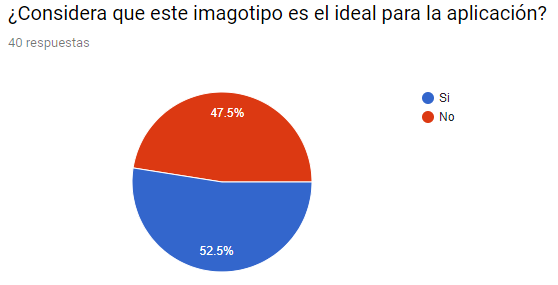 ¿Considera que este imagotipo es el ideal para la aplicación?
40 respuestas
Si
No
47.5%
52.5%